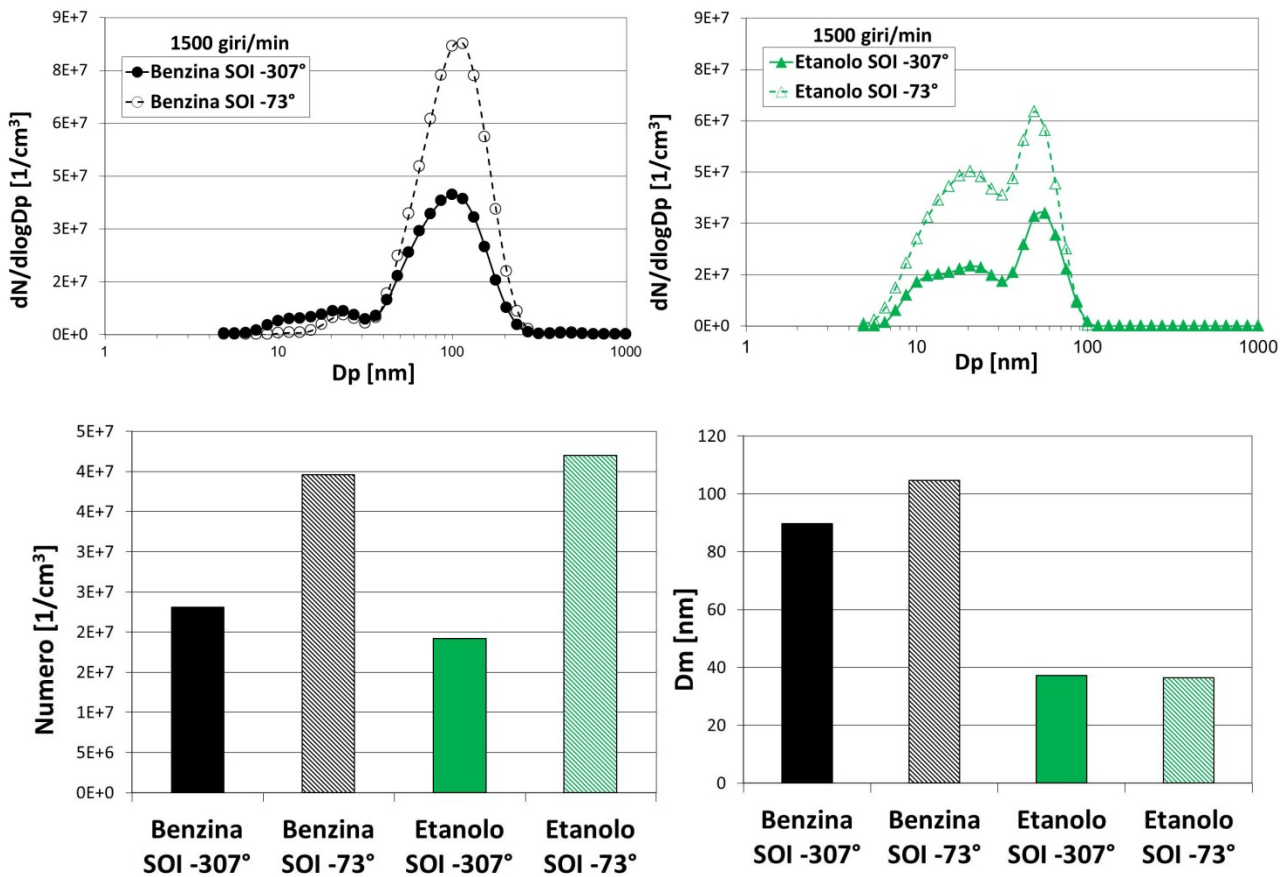 9E+7
8E+7
6E+7
5E+7
3E+7
2E+7
0E+0
dN/dlogDp [1/cm³]
1500 giri/min
Benzina SOI -307°
Benzina SOI -73°
1
10
100
1000
Dp [nm]
9E+7
8E+7
6E+7
5E+7
3E+7
2E+7
0E+0
dN/dlogDp [1/cm³]
1500 giri/min
Etanolo SOI -307°
Etanolo SOI -73°
1
10
100
1000
Dp [nm]
5E+7
4E+7
4E+7
3E+7
3E+7
2E+7
2E+7
1E+7
5E+6
0E+0
Numero [1/cm³]
Benzina Benzina Etanolo Etanolo
SOI -307° SOI -73° SOI -307° SOI -73°
120
100
80
60
40
20
0
Dm [nm]
Benzina Benzina Etanolo Etanolo
SOI -307° SOI -73° SOI -307° SOI -73°